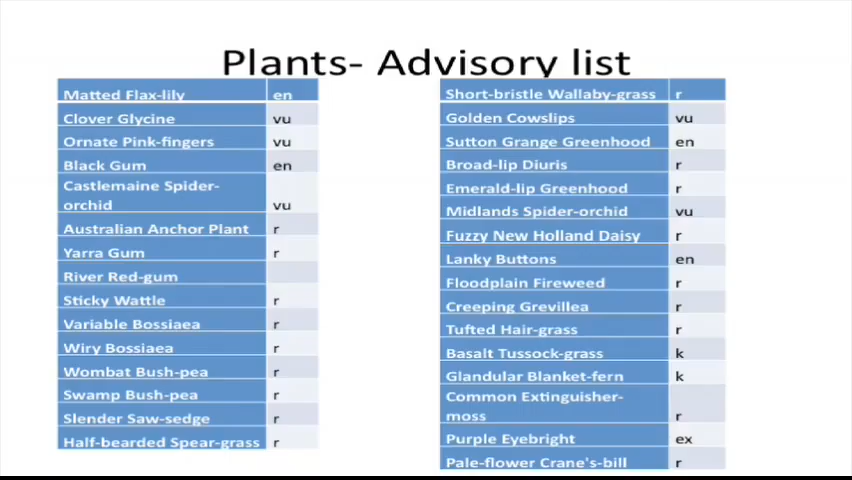 Plants- Advisory list
Matted Flax-lily en
Clover Glycine vu
Ornate Pink-fingers vu
Black Gum en
Castlemaine Spider-
orchid vu
Australian Anchor Plant r
Yarra Gum r
River Red-gum
Sticky Wattle r
Variable Bossiaea r
Wiry Bossiaea r
Wombat Bush-pea r
Swamp Bush-pea r
Slender Saw-sedge r
Half-bearded Spear-grass r
Short-bristle Wallaby-grass r
Golden Cowslips vu
Sutton Grange Greenhood en
Broad-lip Diuris r
Emerald-lip Greenhood r
Midlands Spider-orchid vu
Fuzzy New Holland Daisy r
Lanky Buttons en
Floodplain Fireweed r
Creeping Grevillea r
Tufted Hair-grass r
Basalt Tussock-grass k
Glandular Blanket-fern k
Common Extinguisher-
moss r
Purple Eyebright ex
Pale-flower Crane's-bill r